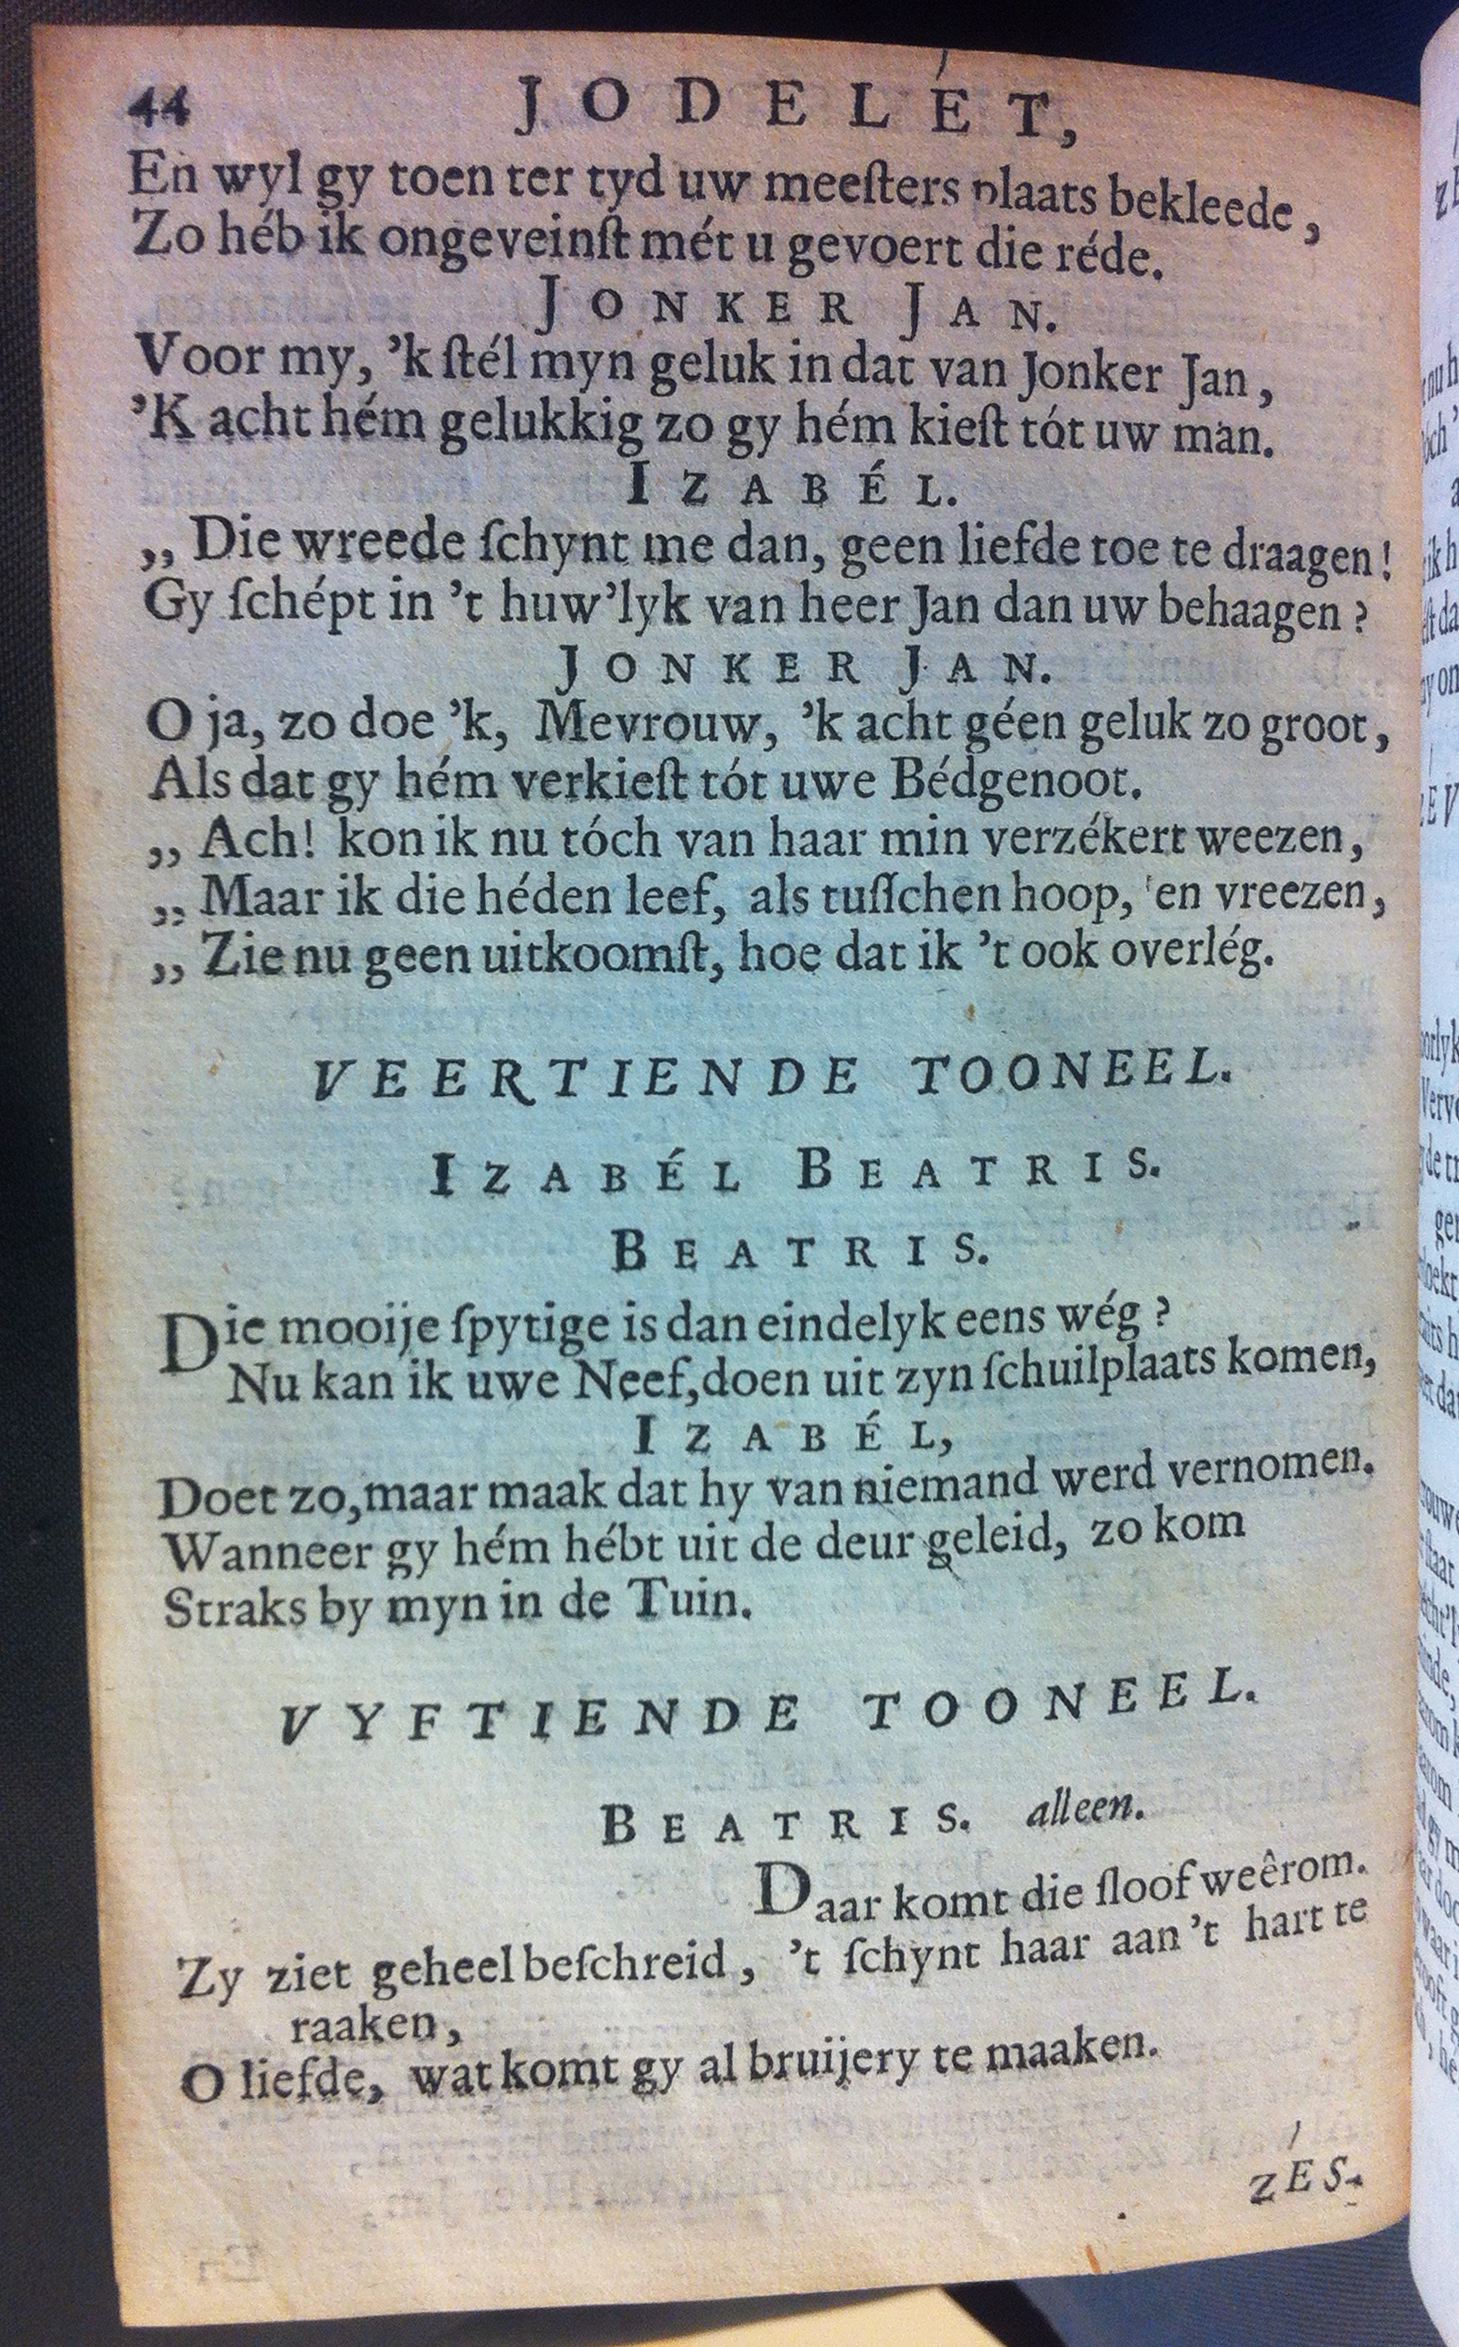 44 JODELÉT,
En wyl gy toen ter tyd uw meeſters plaats bekleede,
Zo héb ik ongeveinſt mét u gevoert die réde.
JONKER JAN.
Voor my, ’k ſtél myn geluk in dat van Jonker Jan,
’K acht hém gelukkig zo gy hém kieſt tót uw man.
IZABÉL.
„ Die wreede ſchynt me dan, geen liefde toe te draagen!
Gy ſchépt in ’t huw’lyk van heer Jan dan uw behaagen?
JONKER JAN.
O ja, zo doe ’k, Mevrouw, ’k acht géen geluk zo groot,
Als dat gy hém verkieſt tót uwe Bédgenoot.
„ Ach! kon ik nu tóch van haar min verzékert weezen,
„ Maar ik die héden leef, als tuſſchen hoop, 'en vreezen,
„ Zie nu geen uitkoomſt, hoe dat ik ’t ook overlég.
VEERTIENDE TOONEEL.
IZABÉL BEATRIS.
BEATRIS.
Die mooije ſpytige is dan eindelyk eens wég?
Nu kan ik uwe Neef, doen uit zyn ſchuilplaats komen,
IZABÉL,
Doet zo, maar maak dat hy van niemand werd vernomen.
Wanneer gy hém hébt uit de deur geleid, zo kom
Straks by myn in de Tuin.
VYFTIENDE TOONEEL.
BEATRIS. alleen.
Daar komt die ſloof weêrom.
Zy ziet geheel beſchreid, ’t ſchynt haar aan ’t hart te
raaken,
O liefde, wat komt gy al bruijery te maaken.
ZÉS-